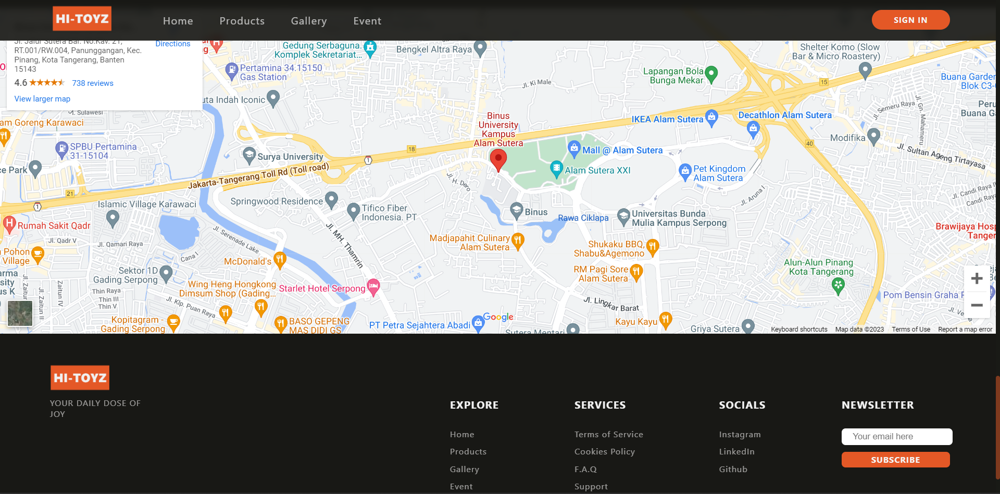 HI-TOYZ
Home
Products
Gallery
Event
SIGN IN
Jl. Jalur Sutera Bar. No.Kav. 21,
RT.001/RW.004, Panunggangan, Kec.
Pinang, Kota Tangerang, Banten
15143
Directions
4.6
738 reviews
View larger map
Gedung Serbaguna.
Komplek Sekretariat...
Bengkel Altra Raya
Pertamina 34.15150
Gas Station
Jl. Ki Male
Lapangan Bola
Bunga Mekar
Shelter Komo (Slow
Bar & Micro Roastery)
15
Buana Garden
Blok C3-
Jl. Semeru Raya
Jl. Gn. Mahameru
Peru
Buana Ga
uta Indah Iconic
Jl. Sulawesi
am Goreng Karawaci
Binus
University
Kampus
Alam Sutera
IKEA Alam Sutera
Decathlon Alam Sutera
Modifika
40
Jl. Sultan Ageng Tirtayasa
SPBU Pertamina
31-15104
Surya University
18
1
Mall @ Alam Sutera
Alam Sutera XXI
Pet Kingdom
Alam Sutera
ce Park
Jakarta-Tangerang Toll Rd (Toll road)
Jl. H. Dero
21
1
Islamic Village Karawaci
Springwood Residence
Tifico Fiber
Indonesia. PT
Binus
Rawa Ciklapa
Universitas Bunda
Mulia Kampus Serpong
Jl. Aruna I
Jl. Candi Raya II
Candi Raya
Rumah Sakit Qadr
Jl. Qadr V
Jl. Qamari Raya
Cana I
Jl. Serenade Lake
Jl. MH. Thamrin
Madjapahit Culinary
Alam Sutera
Shukaku BBQ,
Shabu&Agemono
Brawijaya Hosp
Tanger
Pohon
Village
McDonald's
RM Pagi Sore
Alam Sutera
Alun-Alun Pinang
Kota Tangerang
arma
sity
us K
Sektor 1D
Gading Serpong
Zaitun IV
Jl. Zaitun II
Thin Raya
Thin III
Thin V
Wing Heng Hongkong
Dimsum Shop (Gading...
Starlet Hotel Serpong
Jl. Klp. Puan Raya
Jl. Lingkar Barat
Pom Bensin Graha R
Kopitagram -
Gading Serpong
BASO GEPENG
MAS DIDI GS
PT Petra Sejahtera Abadi
Google
Sutera Mentari
Kayu Kayu
Griya Sutera
Keyboard shortcuts
Map data ©2023
Terms of Use
Report a map error
HI-TOYZ
YOUR DAILY DOSE OF
JOY
EXPLORE
Home
Products
Gallery
Event
SERVICES
Terms of Service
Cookies Policy
F.A.Q
Support
SOCIALS
Instagram
LinkedIn
Github
NEWSLETTER
Your email here
SUBSCRIBE